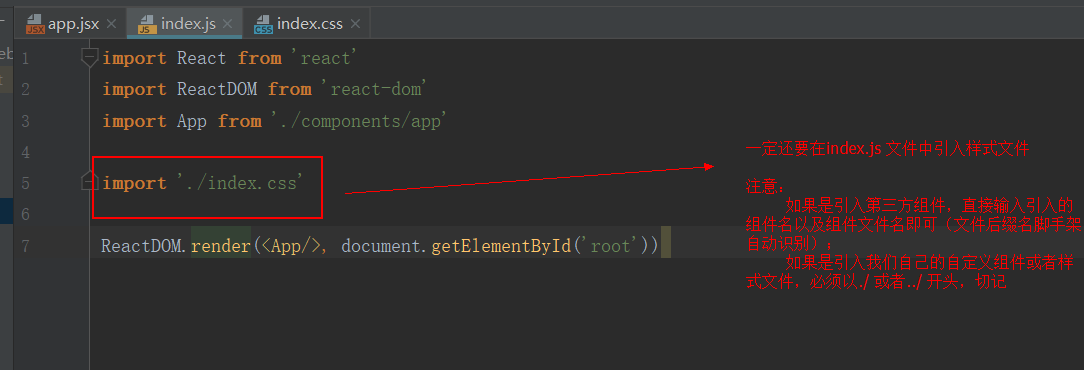 app.jsx index.js index.css
1 import React from 'react'
2 import ReactDOM from 'react-dom'
3 import App from './components/app'
4
5 import './index.css'
6
7 ReactDOM.render(<App/>, document.getElementById('root'))
一定还要在index.js 文件中引入样式文件
注意：
如果是引入第三方组件，直接输入引入的
组件名以及组件文件名即可（文件后缀名脚手架
自动识别）；
如果是引入我们自己的自定义组件或者样
式文件，必须以./ 或者../ 开头，切记